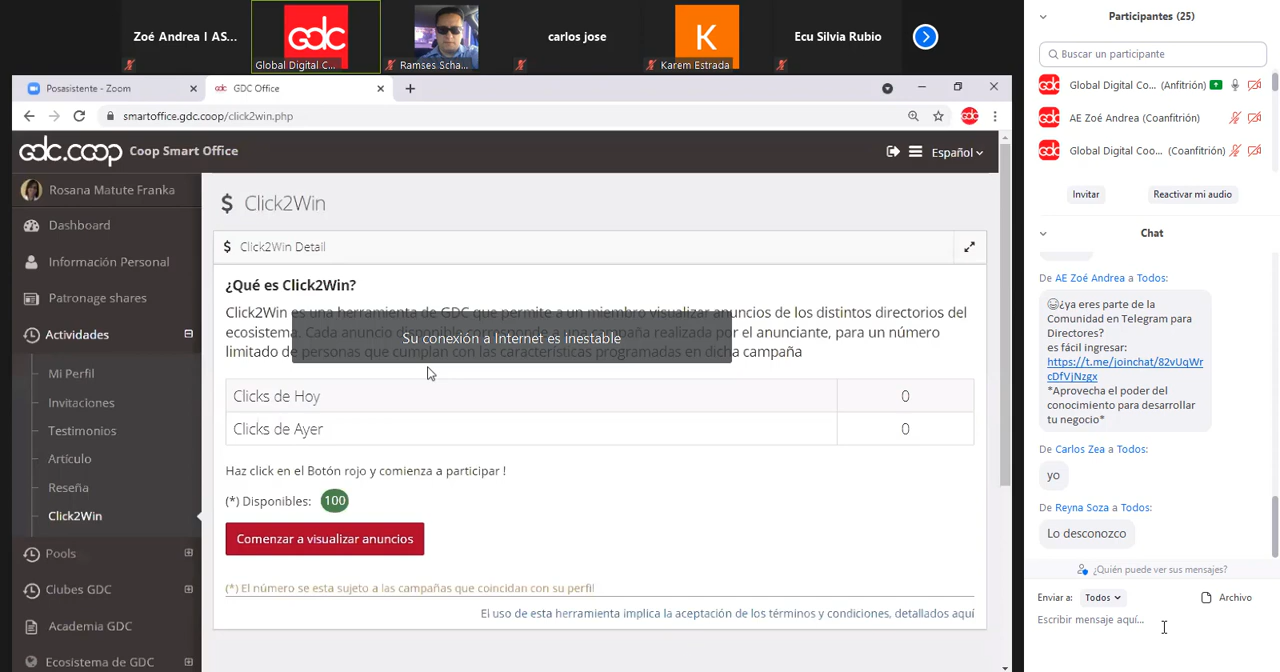 Zoé Andrea I AS...
gdc
Global Digital C...
Ramses Scha...
carlos jose
K
Karem Estrada
Ecu Silvia Rubio
Posasistente - Zoom
gdc GDC Office
smartoffice.gdc.coop/click2win.php
gdc
gdc.coop Coop Smart Office
Español
Rosana Matute Franka
Dashboard
Información Personal
Patronage shares
Actividades
Mi Perfil
Invitaciones
Testimonios
Artículo
Reseña
Click2Win
Pools
Clubes GDC
Academia GDC
Ecosistema de GDC
$ Click2Win
$ Click2Win Detail
¿Qué es Click2Win?
Click2Win es una herramienta de GDC que permite a un miembro visualizar anuncios de los distintos directorios del
ecosistema. Cada anuncio disponible corresponde a una campaña realizada por el anunciante, para un número
limitado de personas que cumplan con las características programadas en dicha campaña
Su conexión a Internet es inestable
Clicks de Hoy 0
Clicks de Ayer 0
Haz click en el Botón rojo y comienza a participar !
(*) Disponibles: 100
Comenzar a visualizar anuncios
(*) El número se esta sujeto a las campañas que coincidan con su perfil
El uso de esta herramienta implica la aceptación de los términos y condiciones, detallados aquí
Participantes (25)
Buscar un participante
gdc Global Digital Co... (Anfitrión)
gdc AE Zoé Andrea (Coanfitrión)
gdc Global Digital Coo... (Coanfitrión)
Invitar
Reactivar mi audio
Chat
De AE Zoé Andrea a Todos:
¿ya eres parte de la
Comunidad en Telegram para
Directores?
es fácil ingresar:
https://t.me/joinchat/82vUqWr
cDfVjNzgx
*Aprovecha el poder del
conocimiento para desarrollar
tu negocio*
De Carlos Zea a Todos:
yo
De Reyna Soza a Todos:
Lo desconozco
¿Quién puede ver sus mensajes?
Enviar a: Todos
Archivo
Escribir mensaje aquí...